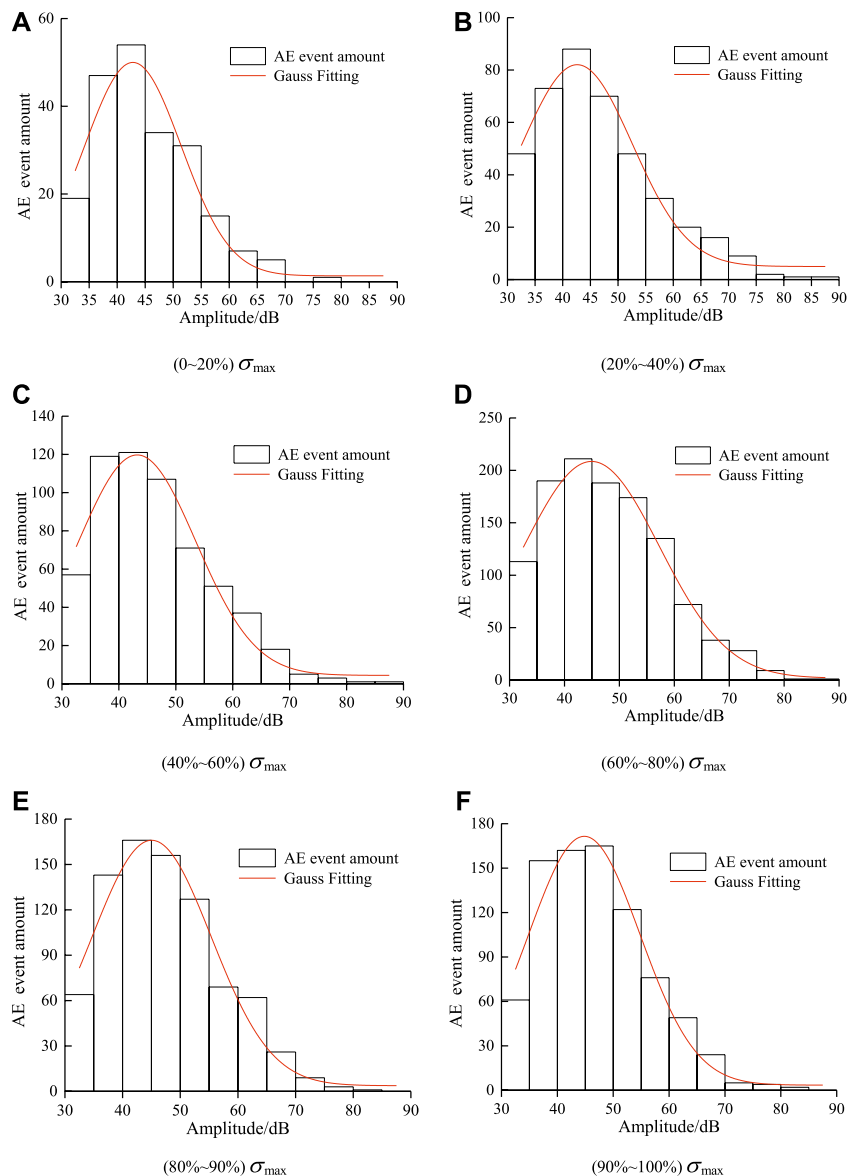 A
60
40
20
0
AE event amount
AE event amount
Gauss Fitting
30 35 40 45 50 55 60 65 70 75 80 85 90
Amplitude/dB
(0~20%) σmax
B
100
80
60
40
20
0
AE event amount
AE event amount
Gauss Fitting
30 35 40 45 50 55 60 65 70 75 80 85 90
Amplitude/dB
(20%~40%) σmax
C
140
120
100
80
60
40
20
0
AE event amount
AE event amount
Gauss Fitting
30 40 50 60 70 80 90
Amplitude/dB
(40%~60%) σmax
D
250
200
150
100
50
0
AE event amount
AE event amount
Gauss Fitting
30 40 50 60 70 80 90
Amplitude/dB
(60%~80%) σmax
E
180
150
120
90
60
30
0
AE event amount
AE event amount
Gauss Fitting
30 40 50 60 70 80 90
Amplitude/dB
(80%~90%) σmax
F
180
150
120
90
60
30
0
AE event amount
AE event amount
Gauss Fitting
30 40 50 60 70 80 90
Amplitude/dB
(90%~100%) σmax